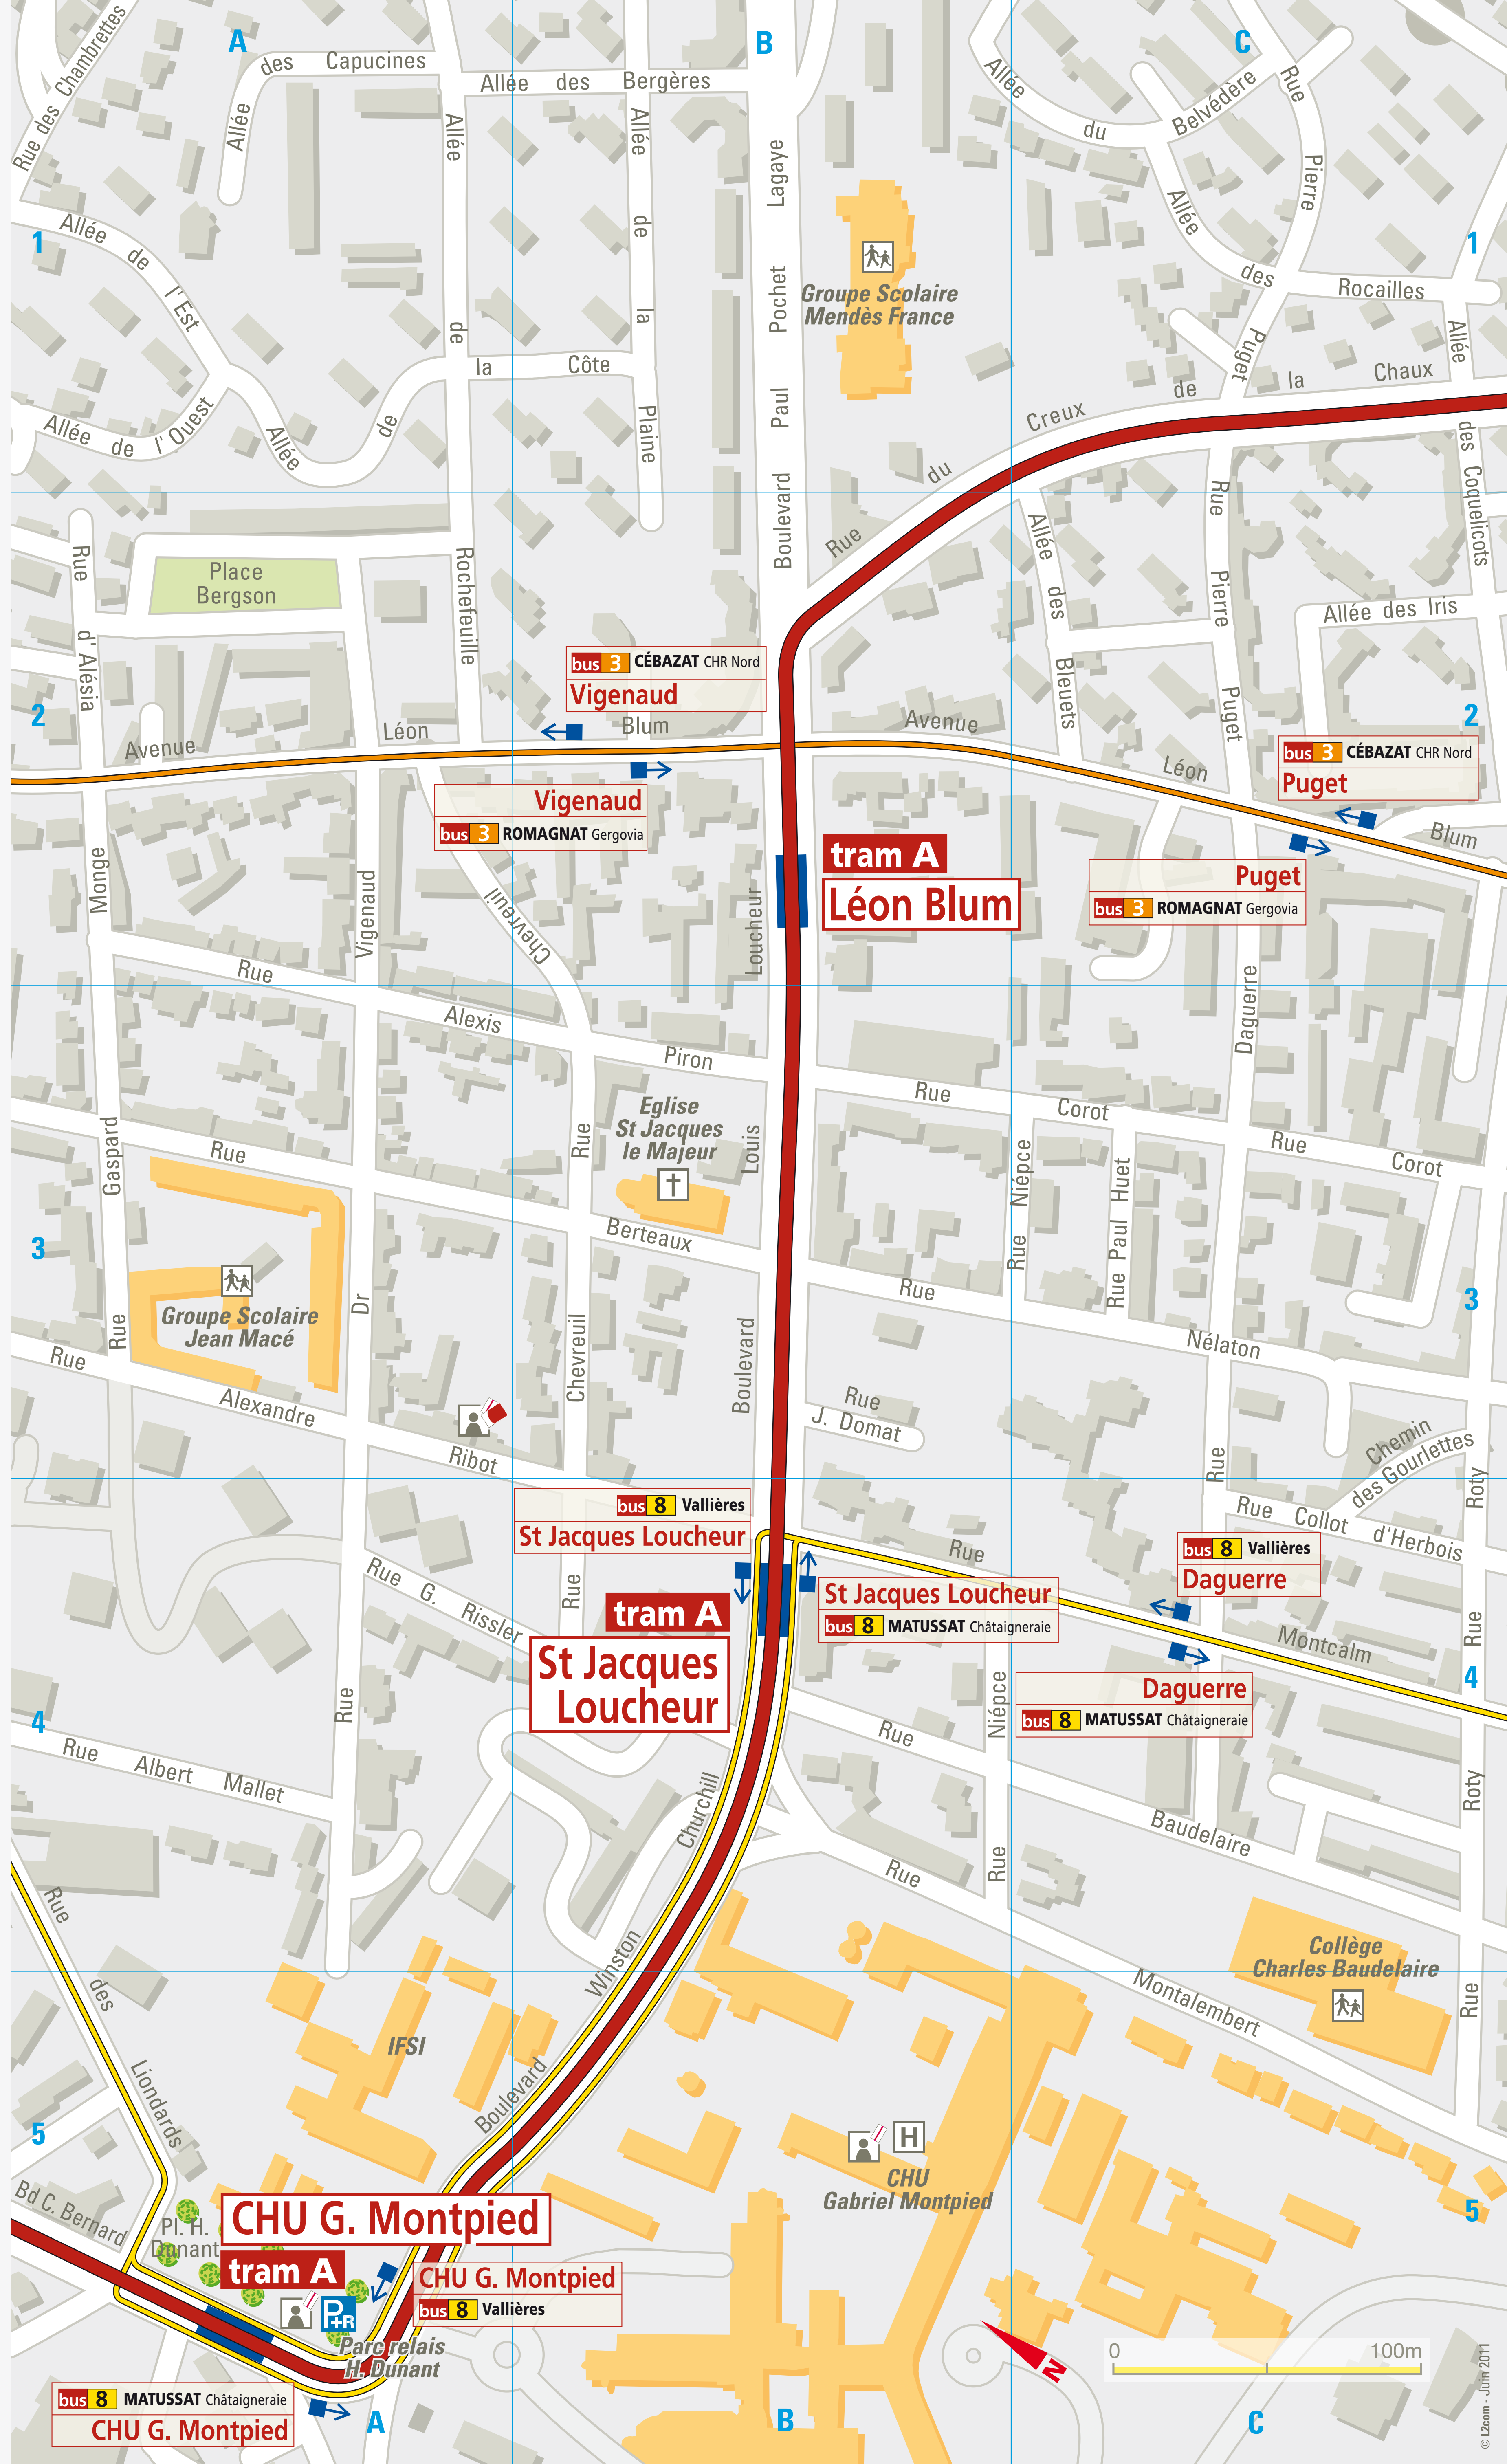 A
B
C
Rue des Chambrettes
Allée des Capucines
Allée des Bergères
Allée du Belvédère
Rue Pierre Puget
Allée de la Plaine
Boulevard Paul Pochet Lagaye
1
1
Allée de l'Est
Groupe Scolaire
Mendès France
Allée des Rocailles
Allée de l'Ouest
Allée de la Côte
Allée de Rochefeuille
Rue du Creux de la Chaux
Allée des Coquelicots
Place
Bergson
Rue d'Alésia
Allée des Bleuets
Rue Pierre Puget
Allée des Iris
2
2
bus 3 CÉBAZAT CHR Nord
Vigenaud
Avenue Léon Blum
Avenue Léon Blum
bus 3 CÉBAZAT CHR Nord
Puget
Vigenaud
bus 3 ROMAGNAT Gergovia
tram A
Léon Blum
Puget
bus 3 ROMAGNAT Gergovia
Rue Gaspard Monge
Rue Dr Vigenaud
Rue Chevreuil
Chevreuil
Boulevard Louis Loucheur
Rue Daguerre
Rue Alexis Piron
Rue Corot
Rue Corot
Eglise
St Jacques
le Majeur
Rue Berteaux
Rue Niépce
Rue Paul Huet
3
3
Groupe Scolaire
Jean Macé
Rue Nélaton
Rue Alexandre Ribot
Rue
J. Domat
Chemin
des Gourlettes
Rue Collot d'Herbois
Rue Roty
Rue Roty
bus 8 Vallières
St Jacques Loucheur
Rue Montcalm
bus 8 Vallières
Daguerre
Rue G. Rissler
Rue
tram A
St Jacques
Loucheur
St Jacques Loucheur
bus 8 MATUSSAT Châtaigneraie
Daguerre
bus 8 MATUSSAT Châtaigneraie
4
4
Rue Albert Mallet
Rue Niépce
Rue Baudelaire
Boulevard Winston Churchill
Rue Montalembert
Collège
Charles Baudelaire
Rue des Liondards
IFSI
5
5
H
CHU
Gabriel Montpied
Bd C. Bernard
Pl. H.
Dunant
CHU G. Montpied
tram A
CHU G. Montpied
bus 8 Vallières
P+R
Parc relais
H. Dunant
bus 8 MATUSSAT Châtaigneraie
CHU G. Montpied
N
0 100m
A
B
C
© L2com - Juin 2011